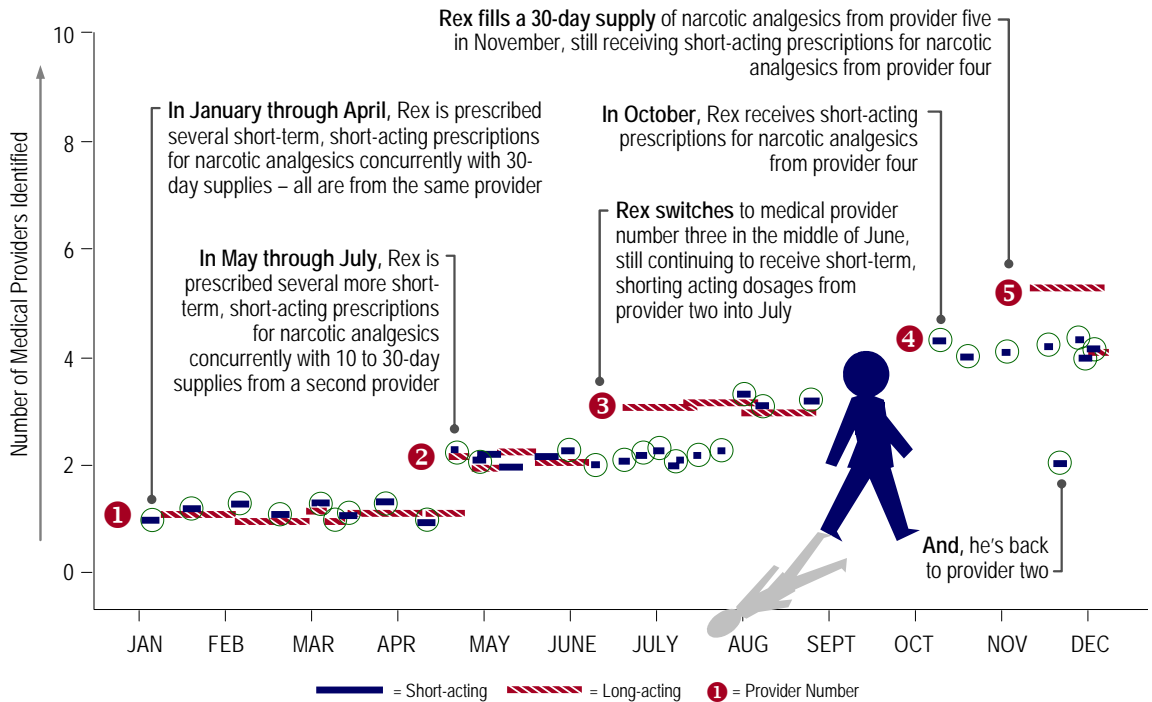 Rex fills a 30-day supply of narcotic analgesics from provider five
in November, still receiving short-acting prescriptions for narcotic
analgesics from provider four
In January through April, Rex is prescribed
several short-term, short-acting prescriptions
for narcotic analgesics concurrently with 30-
day supplies – all are from the same provider
In October, Rex receives short-acting
prescriptions for narcotic analgesics
from provider four
Rex switches to medical provider
number three in the middle of June,
still continuing to receive short-term,
shorting acting dosages from
provider two into July
In May through July, Rex is
prescribed several more short-
term, short-acting prescriptions
for narcotic analgesics
concurrently with 10 to 30-day
supplies from a second provider
And, he's back
to provider two
Number of Medical Providers Identified
10
8
6
4
2
0
1
2
3
4
5
JAN FEB MAR APR MAY JUNE JULY AUG SEPT OCT NOV DEC
= Short-acting = Long-acting 1 = Provider Number